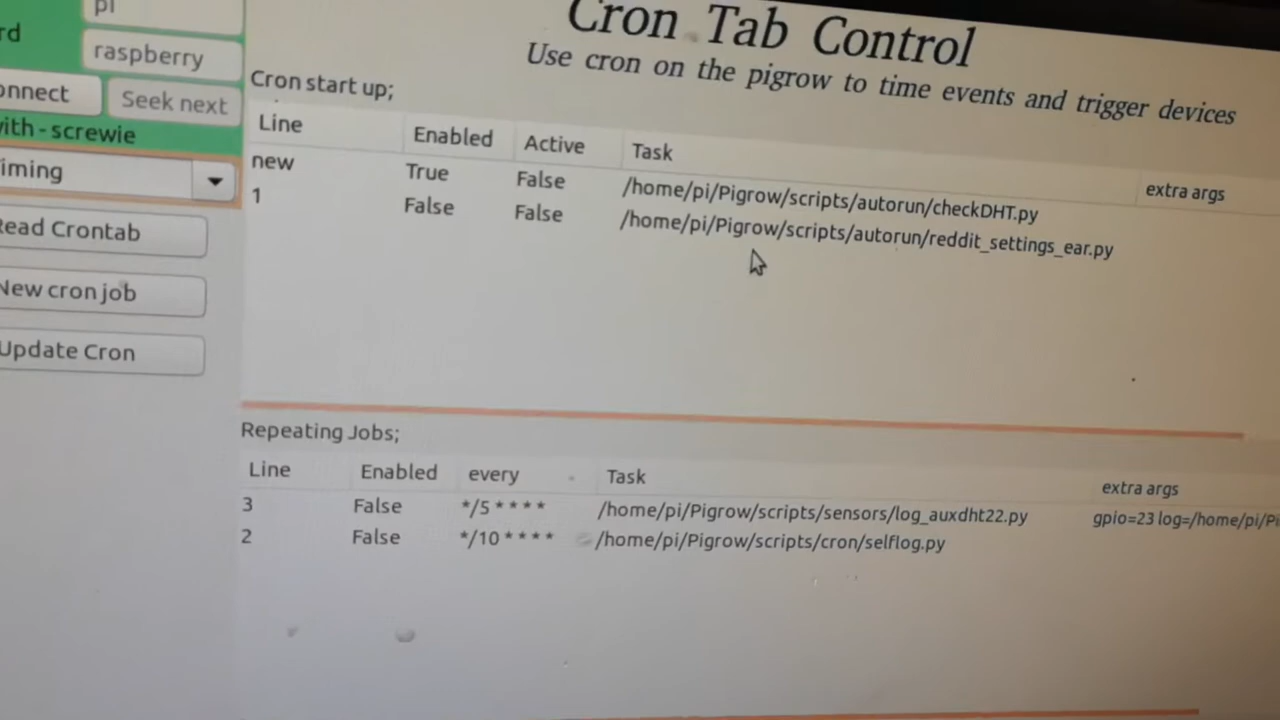 Cron Tab Control
Use cron on the pigrow to time events and trigger devices
pi
rd
raspberry
onnect Seek next
with - screwie
iming
Read Crontab
New cron job
Update Cron
Cron start up;
Line Enabled Active Task extra args
new True False /home/pi/Pigrow/scripts/autorun/checkDHT.py
1 False False /home/pi/Pigrow/scripts/autorun/reddit_settings_ear.py
Repeating Jobs;
Line Enabled every Task extra args
3 False */5 * * * * /home/pi/Pigrow/scripts/sensors/log_auxdht22.py gpio=23 log=/home/pi/Pi
2 False */10 * * * * /home/pi/Pigrow/scripts/cron/selflog.py